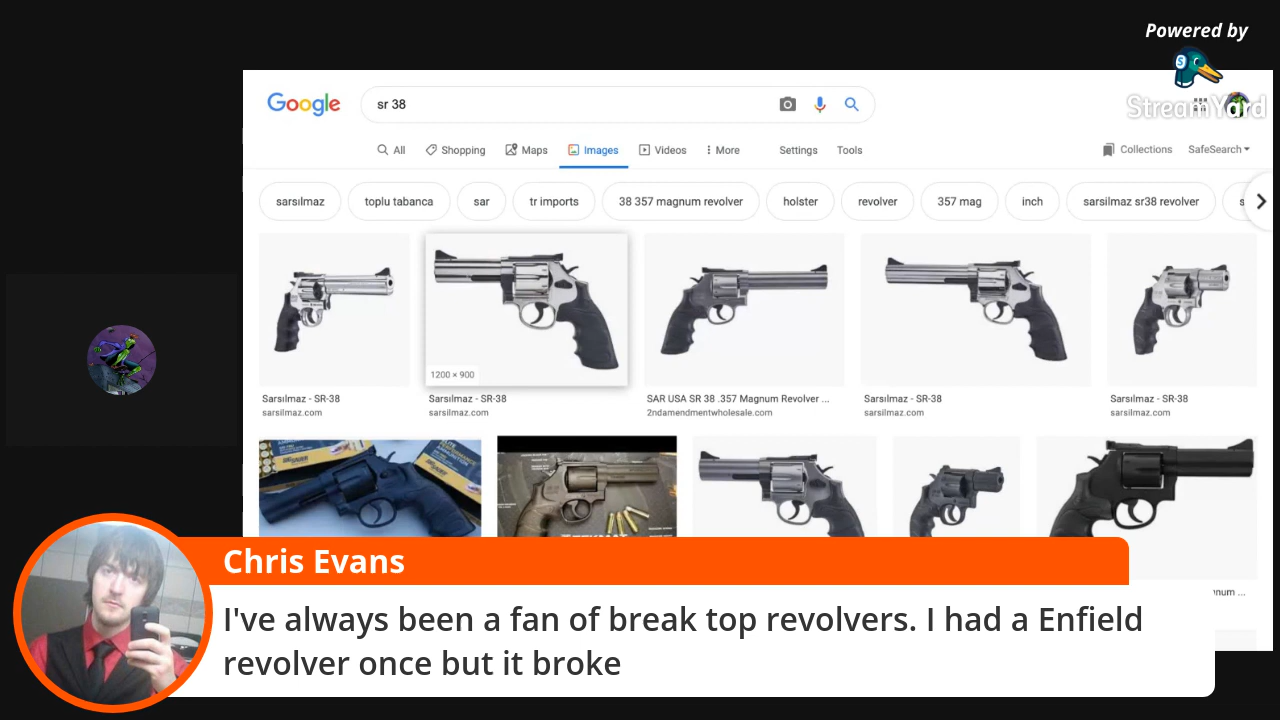 Powered by
StreamYard
Google
sr 38
All
Shopping
Maps
Images
Videos
More
Settings
Tools
Collections
SafeSearch
sarsılmaz
toplu tabanca
sar
tr imports
38 357 magnum revolver
holster
revolver
357 mag
inch
sarsilmaz sr38 revolver
s
1200 × 900
Sarsılmaz - SR-38
sarsilmaz.com
Sarsılmaz - SR-38
sarsilmaz.com
SAR USA SR 38 .357 Magnum Revolver ...
2ndamendmentwholesale.com
Sarsılmaz - SR-38
sarsilmaz.com
Sarsılmaz - SR-38
sarsilmaz.com
Chris Evans
I've always been a fan of break top revolvers. I had a Enfield
revolver once but it broke